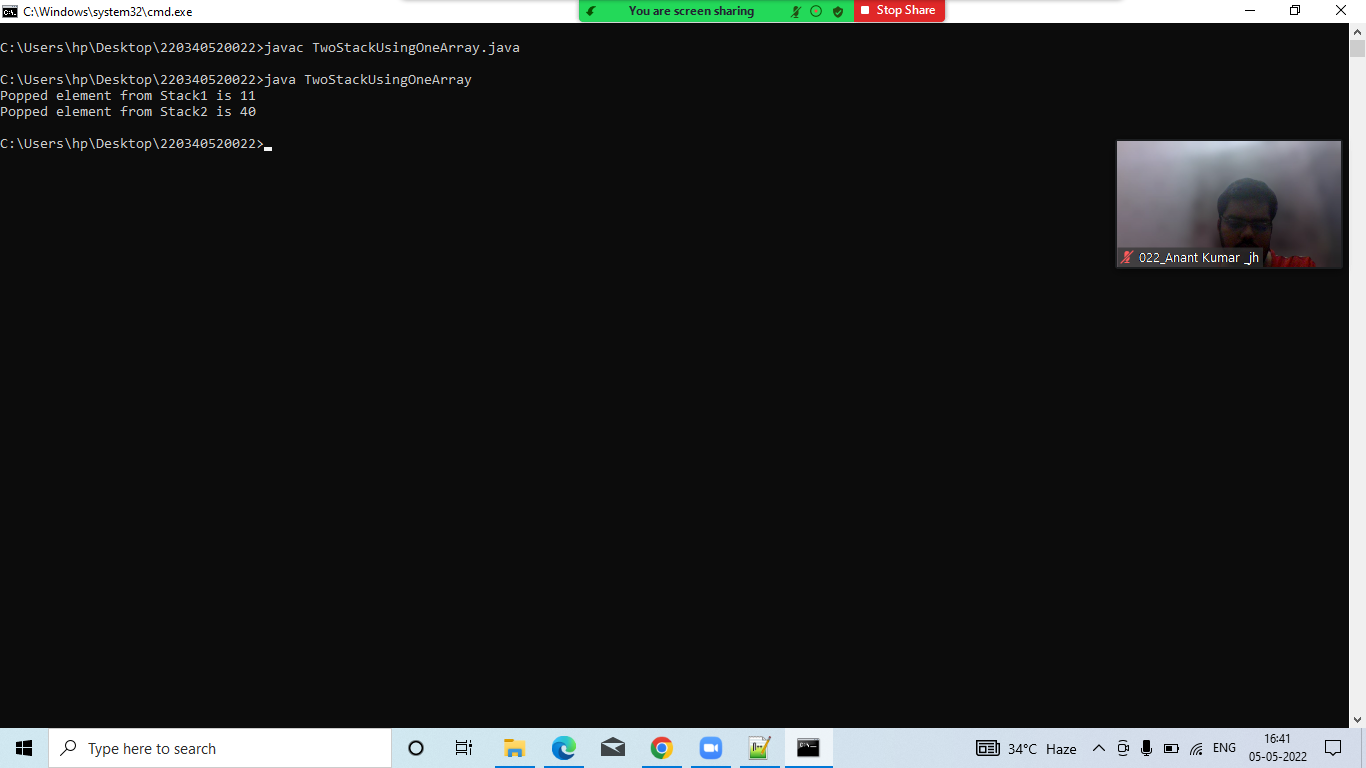 C:\Windows\system32\cmd.exe
You are screen sharing
Stop Share
C:\Users\hp\Desktop\220340520022>javac TwoStackUsingOneArray.java
C:\Users\hp\Desktop\220340520022>java TwoStackUsingOneArray
Popped element from Stack1 is 11
Popped element from Stack2 is 40
C:\Users\hp\Desktop\220340520022>
022_Anant Kumar _jh
Type here to search
34°C Haze
ENG
16:41
05-05-2022